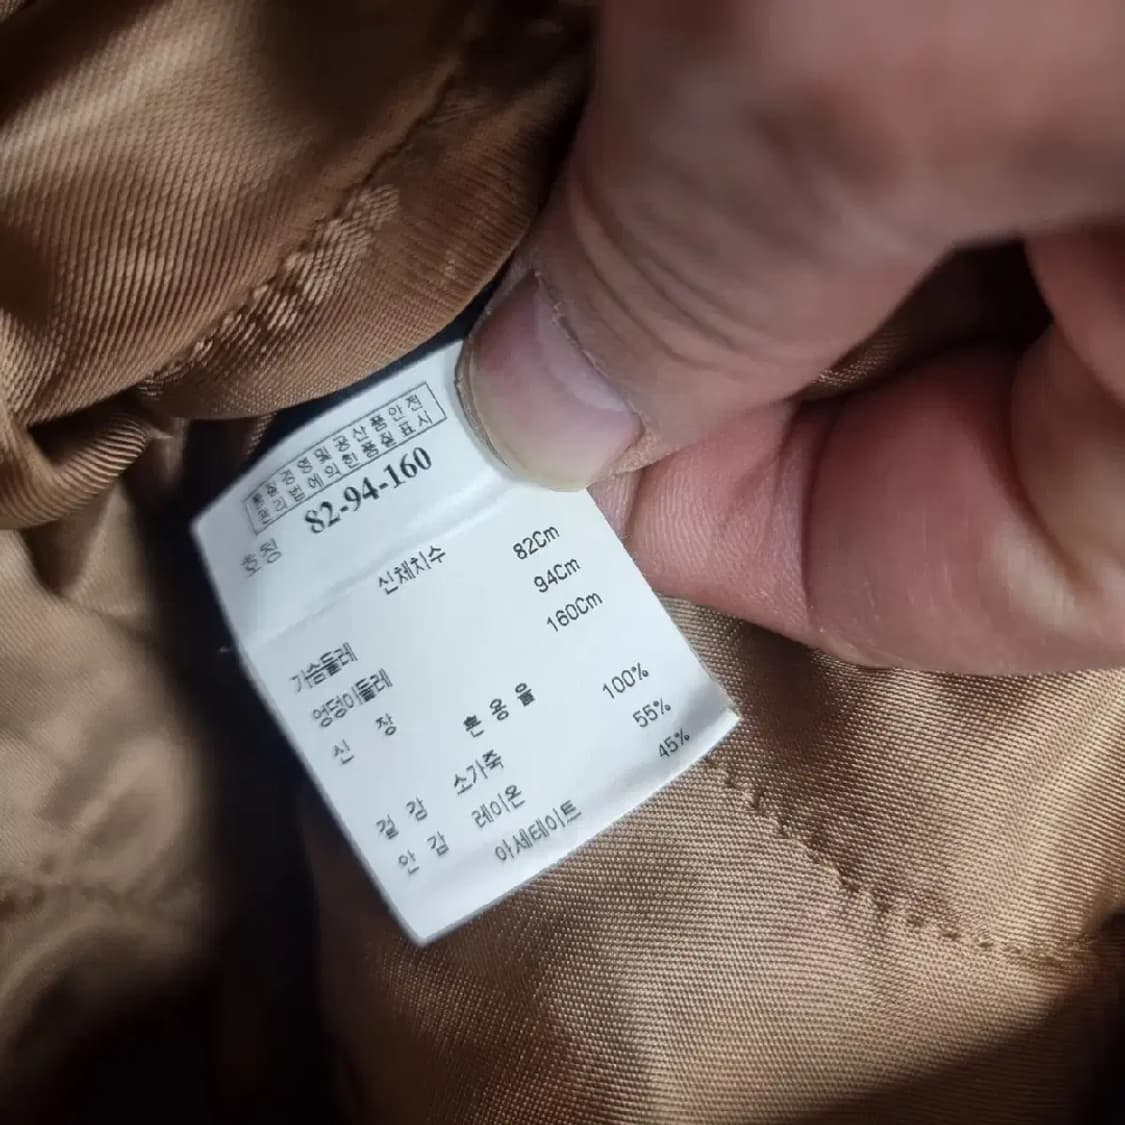 품질경영및공산품안전
관리법에의한품질표시
호칭 82-94-160
신체치수
가슴둘레 82Cm
엉덩이둘레 94Cm
신 장 160Cm
혼 용 율
겉 감 소가죽 100%
안 감 레이온 55%
아세테이트 45%